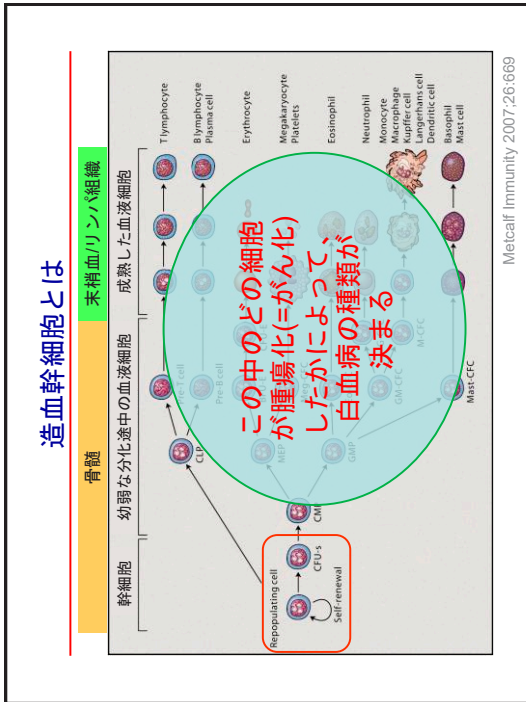 造血幹細胞とは
骨髄
末梢血/リンパ組織
幹細胞
幼弱な分化途中の血液細胞
成熟した血液細胞
Repopulating cell
Self-renewal
CFU-s
CLP
CM
MEP
GMP
Pre-T cell
Pre-B cell
Meg-CFC
GM-CFC
M-CFC
Mast-CFC
T lymphocyte
B lymphocyte
Plasma cell
Erythrocyte
Megakaryocyte
Platelets
Eosinophil
Neutrophil
Monocyte
Macrophage
Kupffer cell
Langerhans cell
Dendritic cell
Basophil
Mast cell
この中のどの細胞
が腫瘍化(=がん化)
したかによって、
白血病の種類が
決まる
Metcalf Immunity 2007;26:669